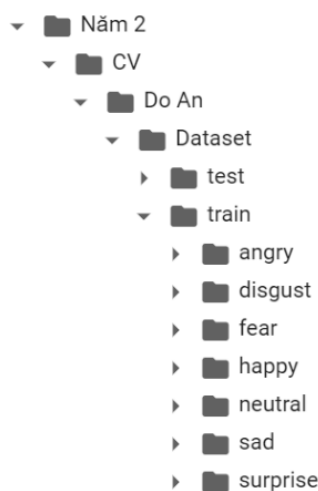 Năm 2
CV
Do An
Dataset
test
train
angry
disgust
fear
happy
neutral
sad
surprise